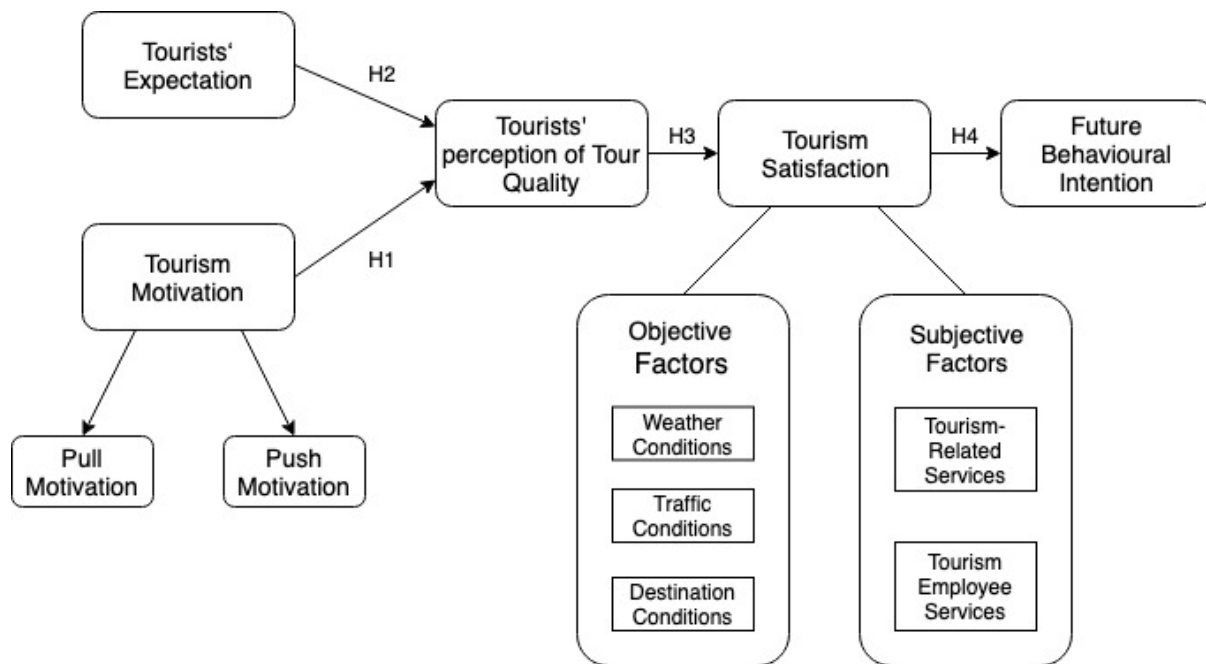 Tourists‘
Expectation
H2
Tourists'
perception of Tour
Quality
H3
Tourism
Satisfaction
H4
Future
Behavioural
Intention
Tourism
Motivation
H1
Pull
Motivation
Push
Motivation
Objective
Factors
Weather
Conditions
Traffic
Conditions
Destination
Conditions
Subjective
Factors
Tourism-
Related
Services
Tourism
Employee
Services